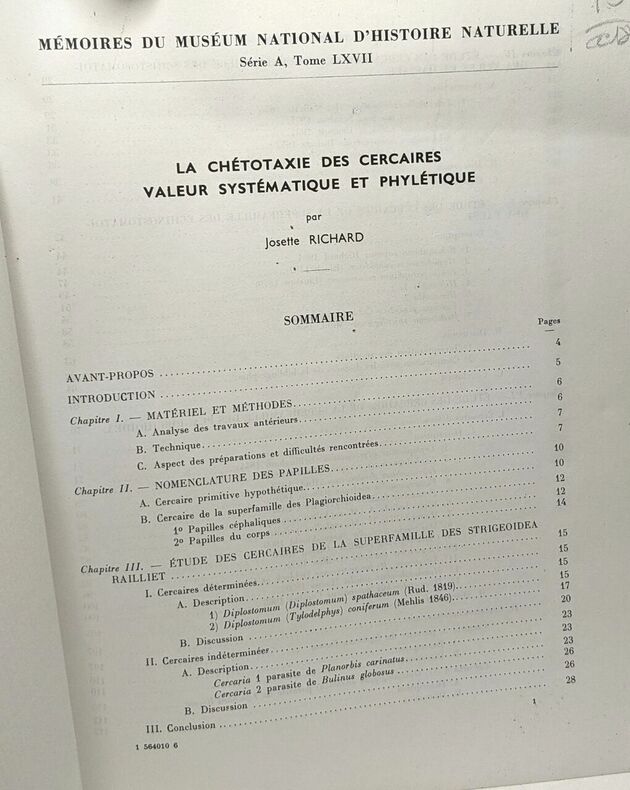 MÉMOIRES DU MUSÉUM NATIONAL D'HISTOIRE NATURELLE
Série A, Tome LXVII
LA CHÉTOTAXIE DES CERCAIRES
VALEUR SYSTÉMATIQUE ET PHYLÉTIQUE
par
Josette RICHARD
SOMMAIRE
Pages
AVANT-PROPOS 4
INTRODUCTION 5
Chapitre I. — MATÉRIEL ET MÉTHODES 6
A. Analyse des travaux antérieurs 6
B. Technique 7
C. Aspect des préparations et difficultés rencontrées 7
Chapitre II. — NOMENCLATURE DES PAPILLES 10
A. Cercaire primitive hypothétique 10
B. Cercaire de la superfamille des Plagiorchioidea 12
1º Papilles céphaliques 12
2º Papilles du corps 14
Chapitre III. — ÉTUDE DES CERCAIRES DE LA SUPERFAMILLE DES STRIGEOIDEA
RAILLIET 15
I. Cercaires déterminées 15
A. Description 15
1) Diplostomum (Diplostomum) spathaceum (Rud. 1819) 15
2) Diplostomum (Tylodelphys) coniferum (Mehlis 1846) 17
B. Discussion 20
II. Cercaires indéterminées 23
A. Description 23
Cercaria 1 parasite de Planorbis carinatus 23
Cercaria 2 parasite de Bulinus globosus 26
B. Discussion 26
III. Conclusion 28
1
1 564010 6